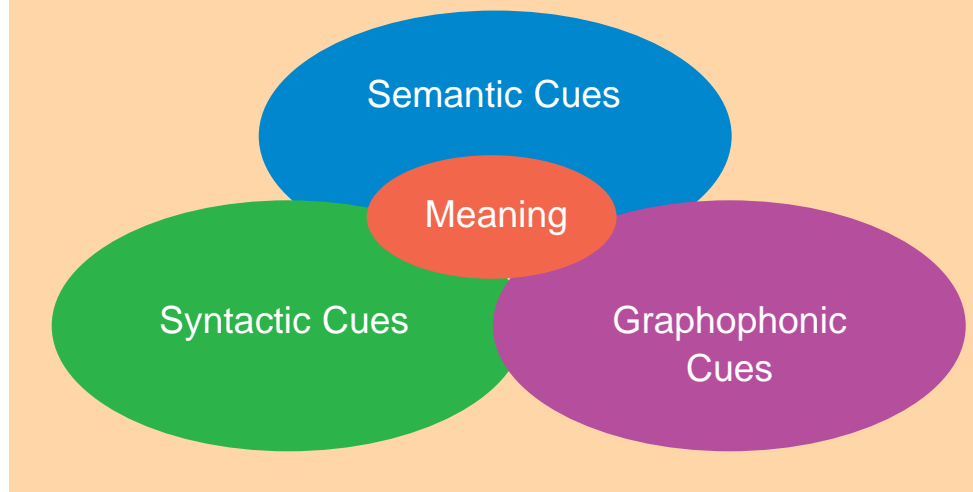 Semantic Cues
Meaning
Syntactic Cues
Graphophonic
Cues